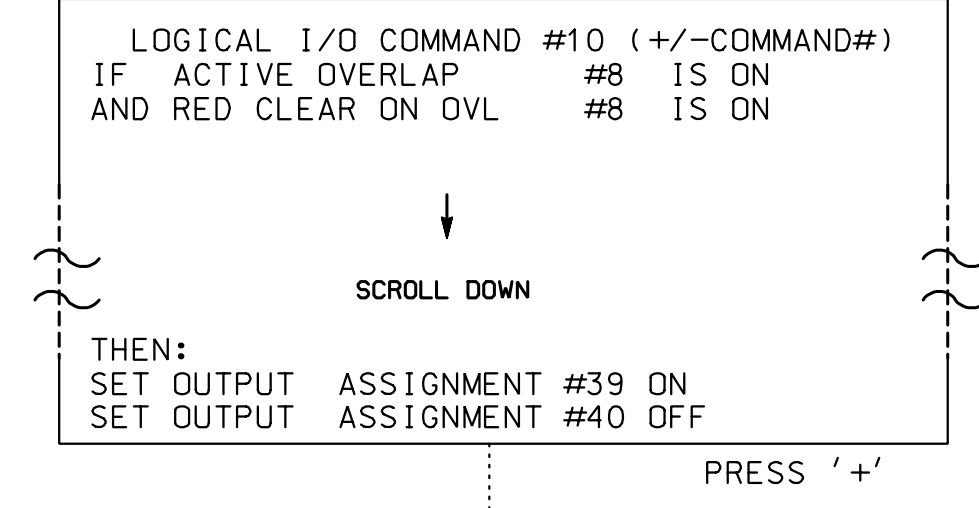 LOGICAL I/O COMMAND #10 (+/-COMMAND#)
IF ACTIVE OVERLAP #8 IS ON
AND RED CLEAR ON OVL #8 IS ON
SCROLL DOWN
THEN:
SET OUTPUT ASSIGNMENT #39 ON
SET OUTPUT ASSIGNMENT #40 OFF
PRESS '+'